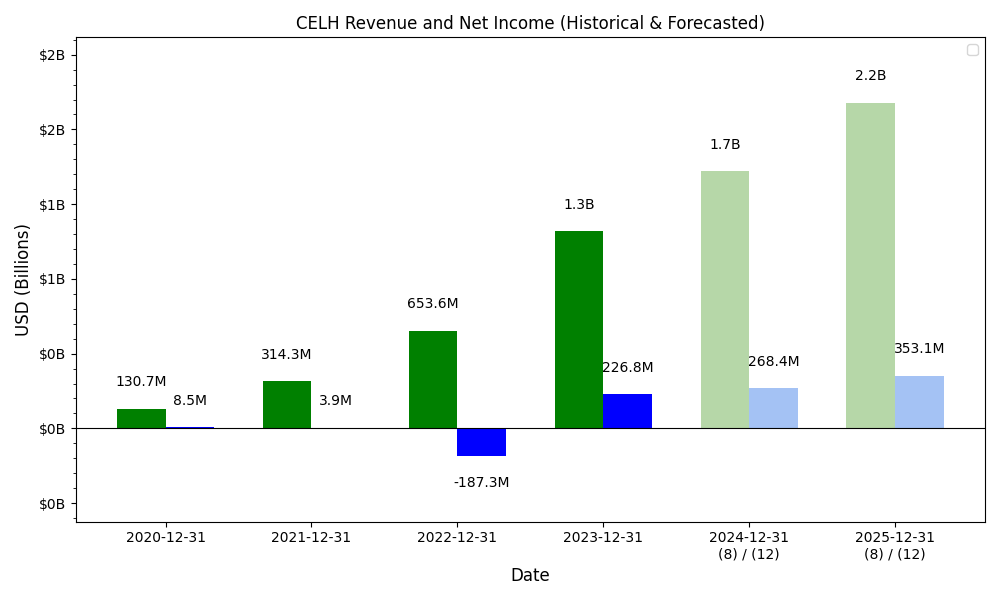 CELH Revenue and Net Income (Historical & Forecasted)
USD (Billions)
$2B
$2B
$1B
$1B
$0B
$0B
$0B
130.7M
8.5M
314.3M
3.9M
653.6M
-187.3M
1.3B
226.8M
1.7B
268.4M
2.2B
353.1M
2020-12-31
2021-12-31
2022-12-31
2023-12-31
2024-12-31
(8) / (12)
2025-12-31
(8) / (12)
Date